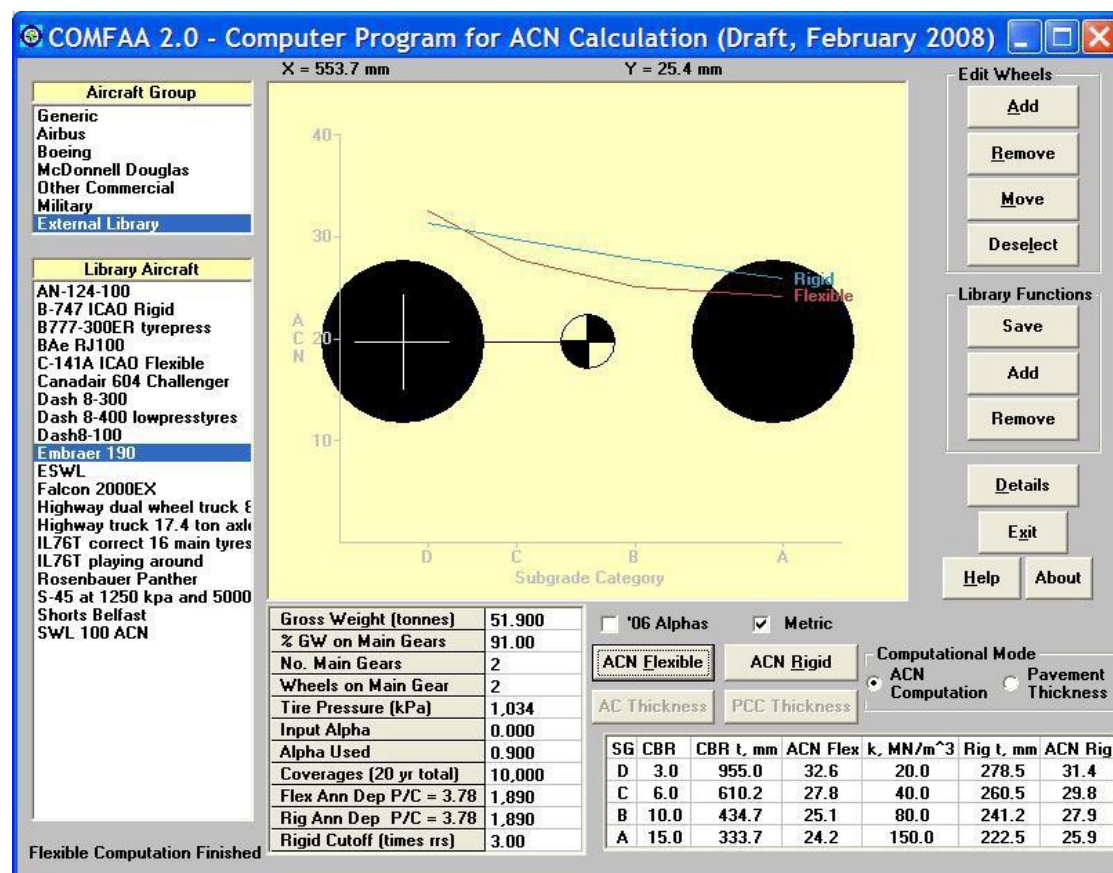 COMFAA 2.0 - Computer Program for ACN Calculation (Draft, February 2008)
X = 553.7 mm
Y = 25.4 mm
Aircraft Group
Generic
Airbus
Boeing
McDonnell Douglas
Other Commercial
Military
External Library
Library Aircraft
AN-124-100
B-747 ICAO Rigid
B777-300ER tyrepress
BAe RJ100
C-141A ICAO Flexible
Canadair 604 Challenger
Dash 8-300
Dash 8-400 lowpresstyres
Dash8-100
Embraer 190
ESWL
Falcon 2000EX
Highway dual wheel truck 8
Highway truck 17.4 ton axl
IL76T correct 16 main tyres
IL76T playing around
Rosenbauer Panther
S-45 at 1250 kpa and 5000
Shorts Belfast
SWL 100 ACN
Flexible Computation Finished
40
30
A
C
N
20
10
Rigid
Flexible
D C B A
Subgrade Category
Edit Wheels
Add
Remove
Move
Deselect
Library Functions
Save
Add
Remove
Details
Exit
Help About
Gross Weight (tonnes) 51.900
% GW on Main Gears 91.00
No. Main Gears 2
Wheels on Main Gear 2
Tire Pressure (kPa) 1,034
Input Alpha 0.000
Alpha Used 0.900
Coverages (20 yr total) 10,000
Flex Ann Dep P/C = 3.78 1,890
Rig Ann Dep P/C = 3.78 1,890
Rigid Cutoff (times rrs) 3.00
'06 Alphas Metric
ACN Flexible ACN Rigid
AC Thickness PCC Thickness
Computational Mode
ACN Computation
Pavement Thickness
SG CBR CBR t, mm ACN Flex k, MN/m^3 Rig t, mm ACN Rig
D 3.0 955.0 32.6 20.0 278.5 31.4
C 6.0 610.2 27.8 40.0 260.5 29.8
B 10.0 434.7 25.1 80.0 241.2 27.9
A 15.0 333.7 24.2 150.0 222.5 25.9